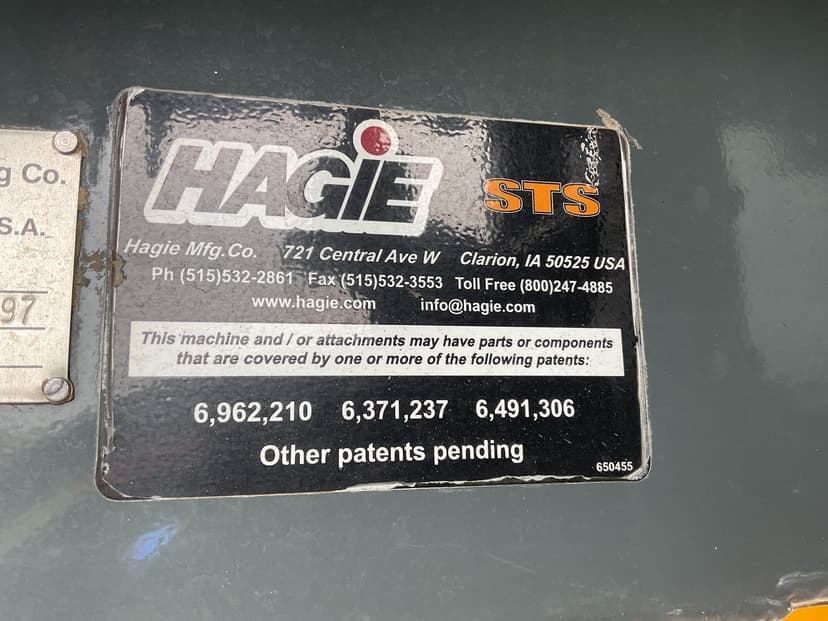 g Co.
S.A.
97
HAGIE STS
Hagie Mfg.Co. 721 Central Ave W Clarion, IA 50525 USA
Ph (515)532-2861 Fax (515)532-3553 Toll Free (800)247-4885
www.hagie.com info@hagie.com
This machine and / or attachments may have parts or components
that are covered by one or more of the following patents:
6,962,210 6,371,237 6,491,306
Other patents pending
650455